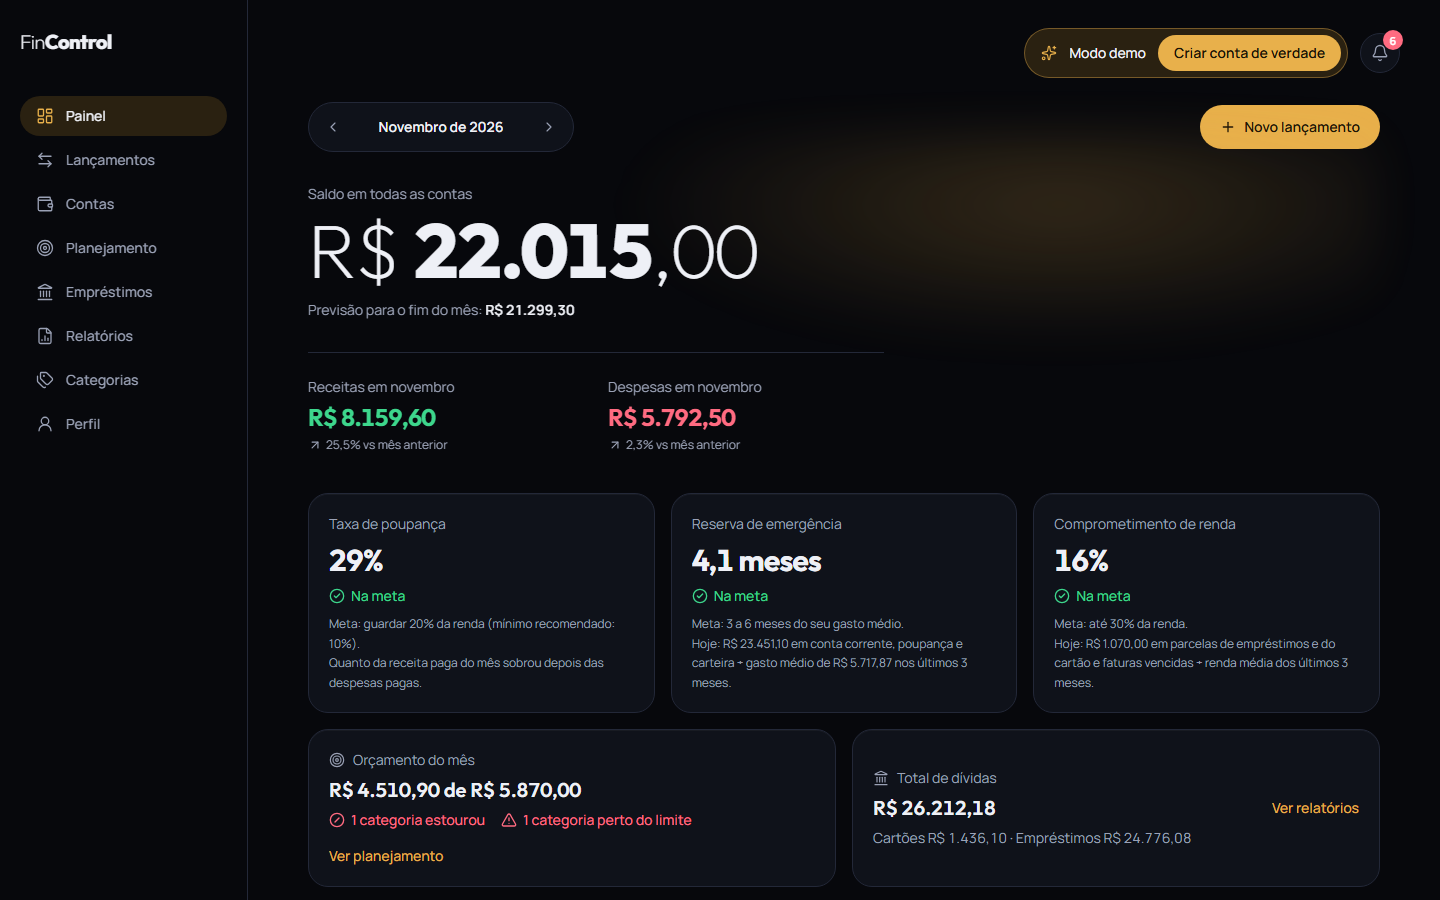 FinControl
Modo demo
Criar conta de verdade
6
Painel
Lançamentos
Contas
Planejamento
Empréstimos
Relatórios
Categorias
Perfil
Novembro de 2026
Novo lançamento
Saldo em todas as contas
R$ 22.015,00
Previsão para o fim do mês: R$ 21.299,30
Receitas em novembro
R$ 8.159,60
25,5% vs mês anterior
Despesas em novembro
R$ 5.792,50
2,3% vs mês anterior
Taxa de poupança
29%
Na meta
Meta: guardar 20% da renda (mínimo recomendado:
10%).
Quanto da receita paga do mês sobrou depois das
despesas pagas.
Reserva de emergência
4,1 meses
Na meta
Meta: 3 a 6 meses do seu gasto médio.
Hoje: R$ 23.451,10 em conta corrente, poupança e
carteira ÷ gasto médio de R$ 5.717,87 nos últimos 3
meses.
Comprometimento de renda
16%
Na meta
Meta: até 30% da renda.
Hoje: R$ 1.070,00 em parcelas de empréstimos e do
cartão e faturas vencidas ÷ renda média dos últimos 3
meses.
Orçamento do mês
R$ 4.510,90 de R$ 5.870,00
1 categoria estourou
1 categoria perto do limite
Ver planejamento
Total de dívidas
R$ 26.212,18
Cartões R$ 1.436,10 · Empréstimos R$ 24.776,08
Ver relatórios